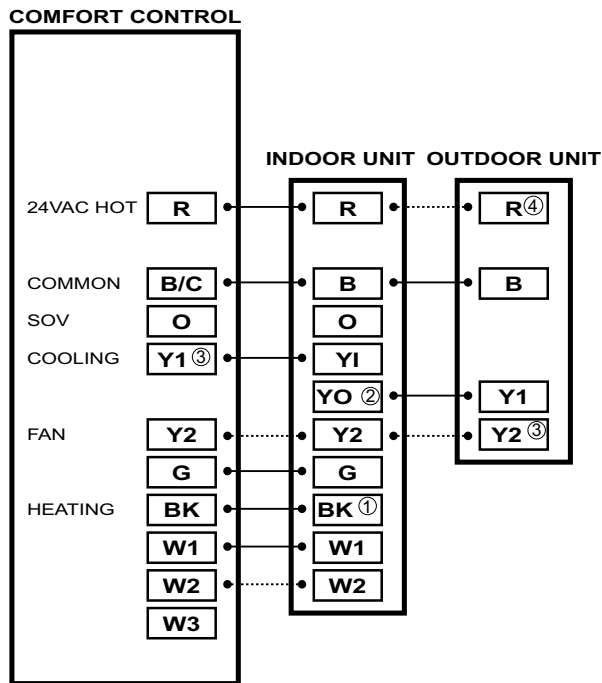 COMFORT CONTROL
INDOOR UNIT OUTDOOR UNIT
24VAC HOT R R R④
COMMON B/C B B
SOV O O
COOLING Y1③ YI
YO② Y1
FAN Y2 Y2 Y2③
G G
HEATING BK BK①
W1 W1
W2 W2
W3